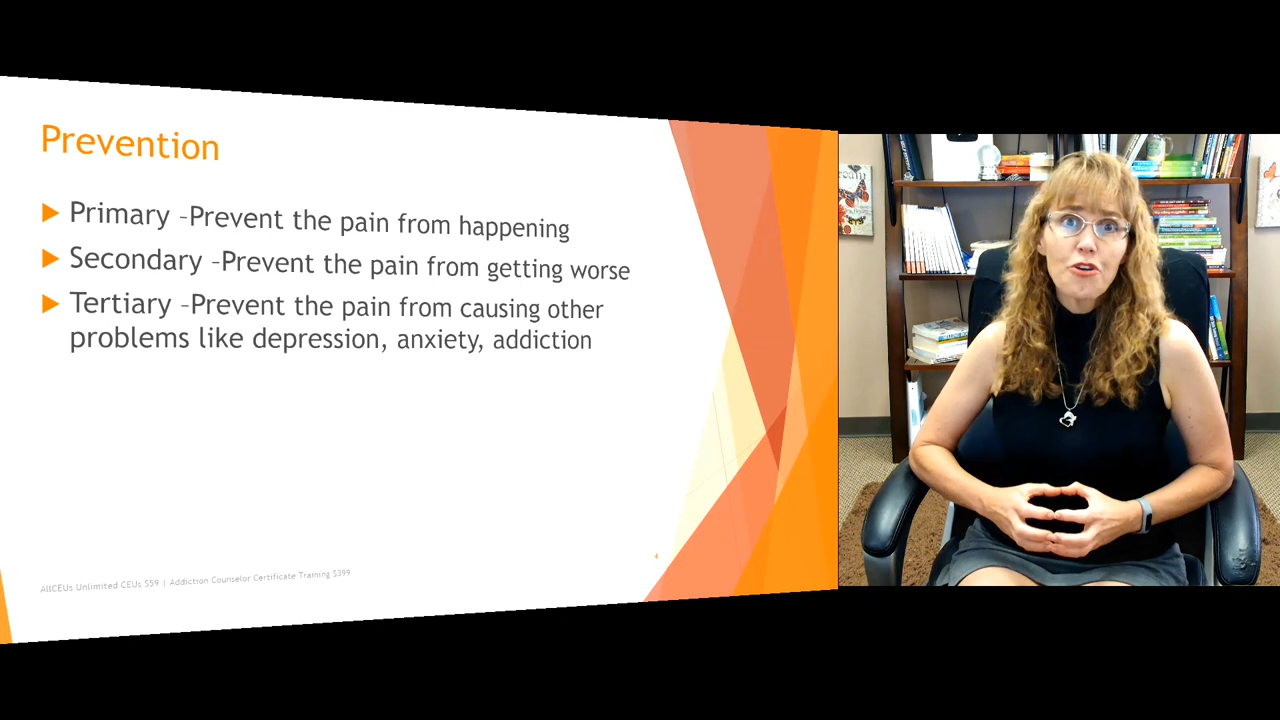 Prevention
Primary –Prevent the pain from happening
Secondary –Prevent the pain from getting worse
Tertiary –Prevent the pain from causing other
problems like depression, anxiety, addiction
4
AllCEUs Unlimited CEUs $59 | Addiction Counselor Certificate Training $399